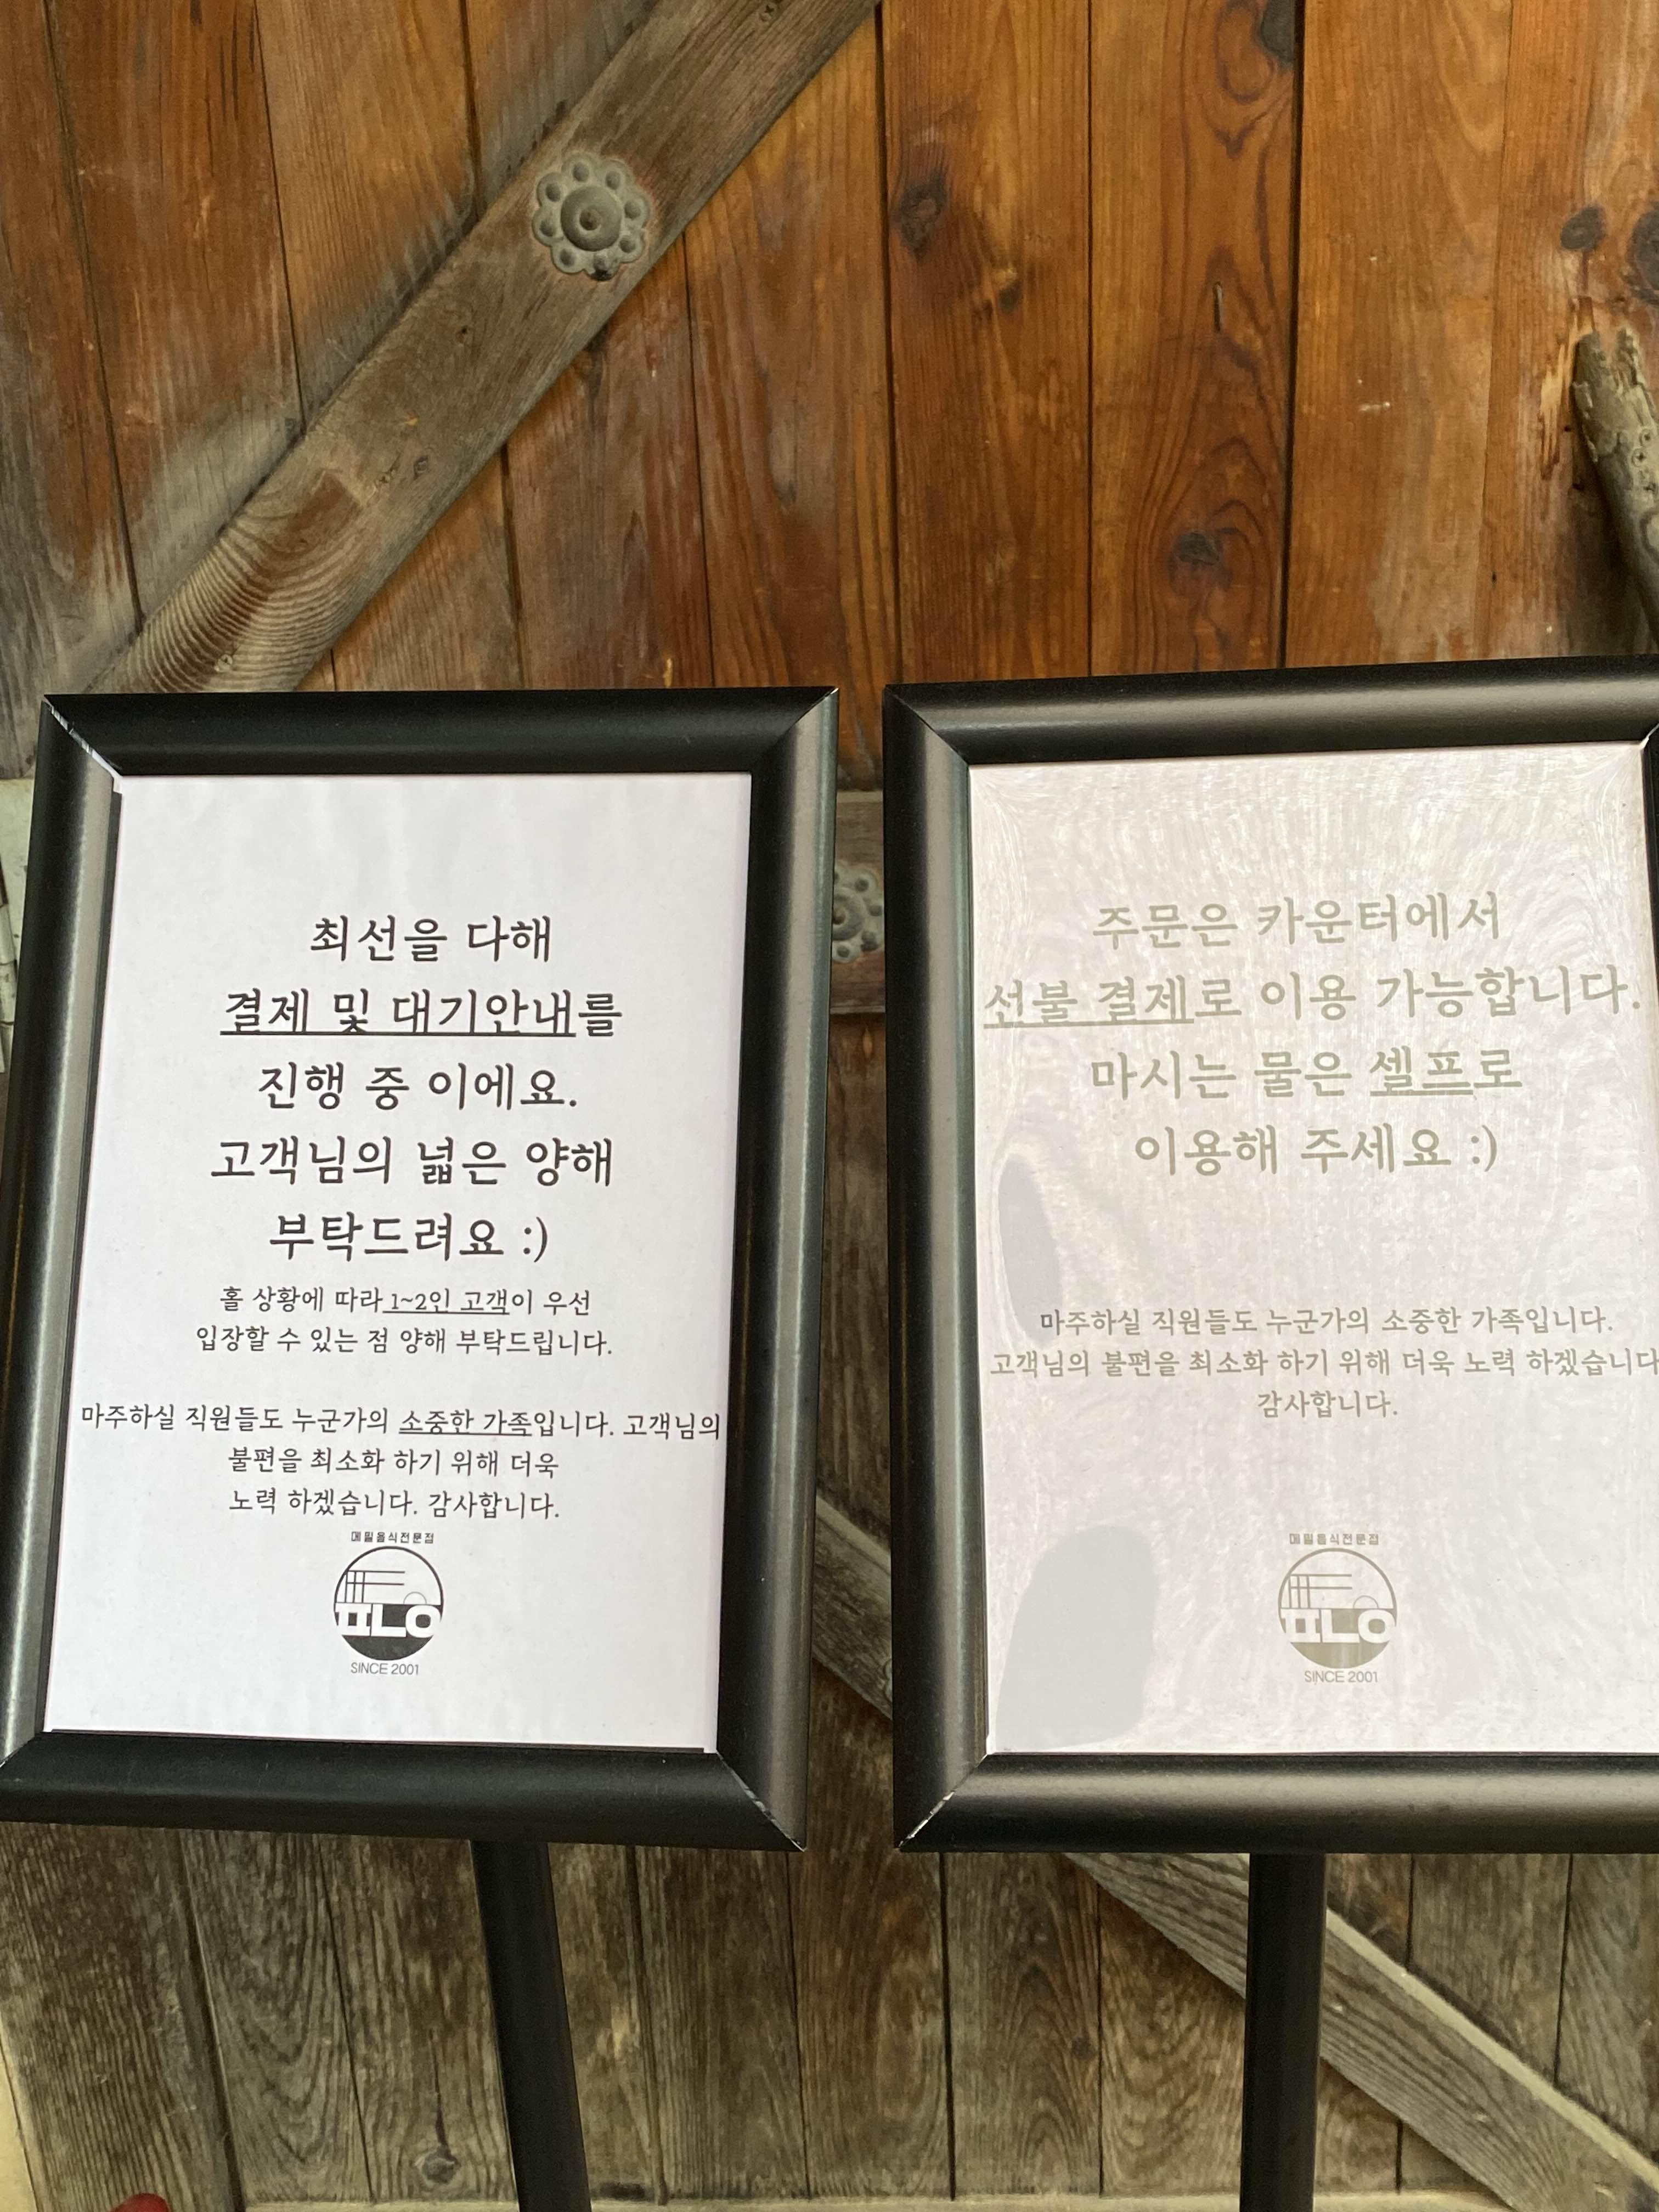 최선을 다해
결제 및 대기안내를
진행 중 이에요.
고객님의 넓은 양해
부탁드려요 :)
홀 상황에 따라 1~2인 고객이 우선
입장할 수 있는 점 양해 부탁드립니다.
마주하실 직원들도 누군가의 소중한 가족입니다. 고객님의
불편을 최소화 하기 위해 더욱
노력 하겠습니다. 감사합니다.
메밀음식전문점
SINCE 2001
주문은 카운터에서
선불 결제로 이용 가능합니다.
마시는 물은 셀프로
이용해 주세요 :)
마주하실 직원들도 누군가의 소중한 가족입니다.
고객님의 불편을 최소화 하기 위해 더욱 노력 하겠습니다
감사합니다.
메밀음식전문점
SINCE 2001